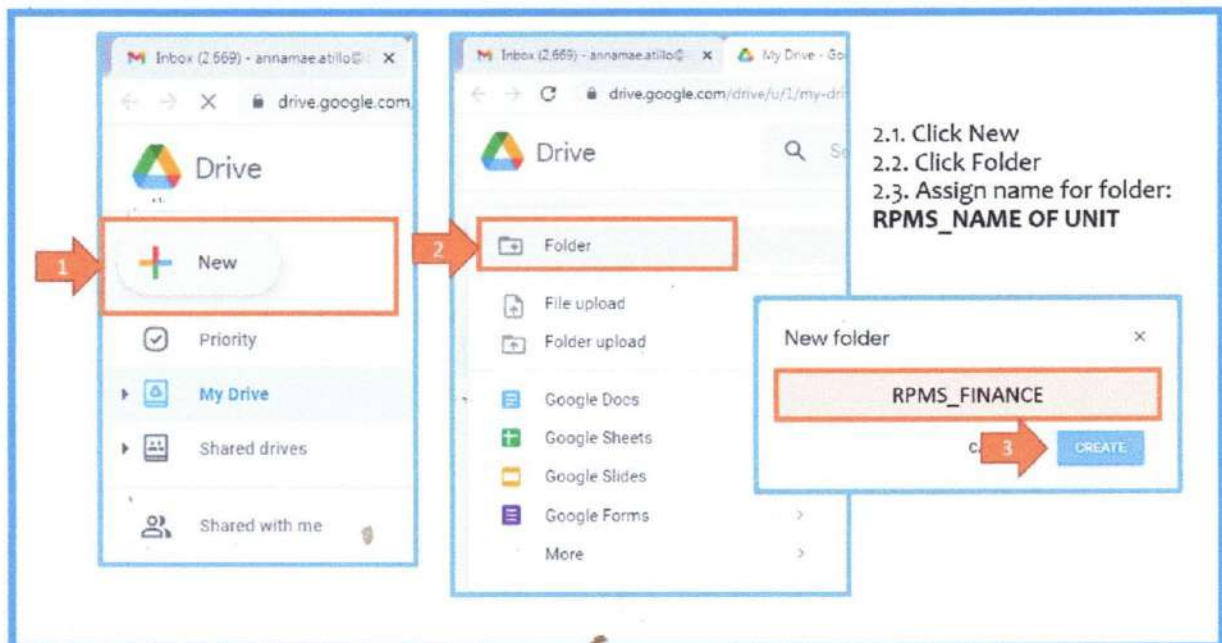 Inbox (2,669) - annamae.atillo@
drive.google.com
Drive
1
New
Priority
My Drive
Shared drives
Shared with me
Inbox (2,669) - annamae.atillo@
My Drive - Go
drive.google.com/drive/u/1/my-dri
Drive
2
Folder
File upload
Folder upload
Google Docs
Google Sheets
Google Slides
Google Forms
More
2.1. Click New
2.2. Click Folder
2.3. Assign name for folder:
RPMS_NAME OF UNIT
New folder
RPMS_FINANCE
3
CREATE